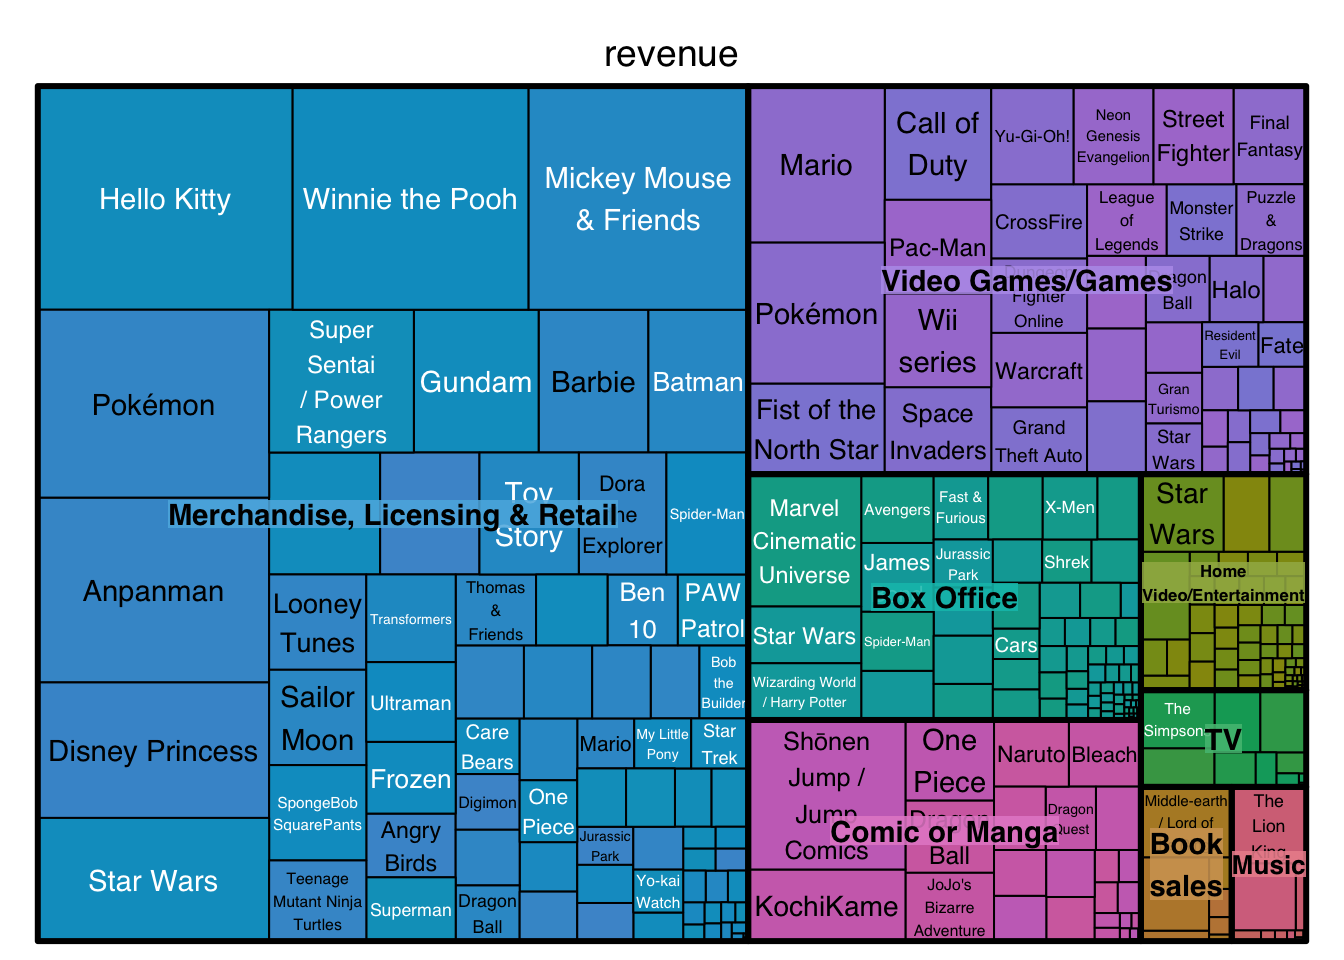 revenue
Hello Kitty
Winnie the Pooh
Mickey Mouse
& Friends
Pokémon
Anpanman
Disney Princess
Star Wars
Super
Sentai
/ Power
Rangers
Gundam
Barbie
Batman
Merchandise, Licensing & Retail
Toy
Story
Dora
Explorer
Spider-Man
Looney
Tunes
Transformers
Thomas
&
Friends
Ben
10
PAW
Patrol
Sailor
Moon
Ultraman
Bob
the
Builder
SpongeBob
SquarePants
Frozen
Care
Bears
Mario
My Little
Pony
Star
Trek
Digimon
One
Piece
Teenage
Mutant Ninja
Turtles
Angry
Birds
Superman
Dragon
Ball
Jurassic
Park
Yo-kai
Watch
Mario
Pokémon
Fist of the
North Star
Call of
Duty
Pac-Man
Wii
series
Space
Invaders
Yu-Gi-Oh!
Neon
Genesis
Evangelion
Street
Fighter
Final
Fantasy
CrossFire
League
of
Legends
Monster
Strike
Puzzle
&
Dragons
Video Games/Games
Dungeon
Fighter
Online
Dragon
Ball
Halo
Warcraft
Grand
Theft Auto
Resident
Evil
Fate
Gran
Turismo
Star
Wars
Marvel
Cinematic
Universe
Star Wars
Wizarding World
/ Harry Potter
Avengers
James
Spider-Man
Fast &
Furious
Jurassic
Park
X-Men
Shrek
Cars
Box Office
Star
Wars
Home
Video/Entertainment
The
Simpsons
TV
Shōnen
Jump /
Jump
Comics
KochiKame
One
Piece
Dragon
Ball
JoJo's
Bizarre
Adventure
Naruto
Bleach
Dragon
Quest
Comic or Manga
Middle-earth
/ Lord of
Book
sales
The
Lion
King
Music